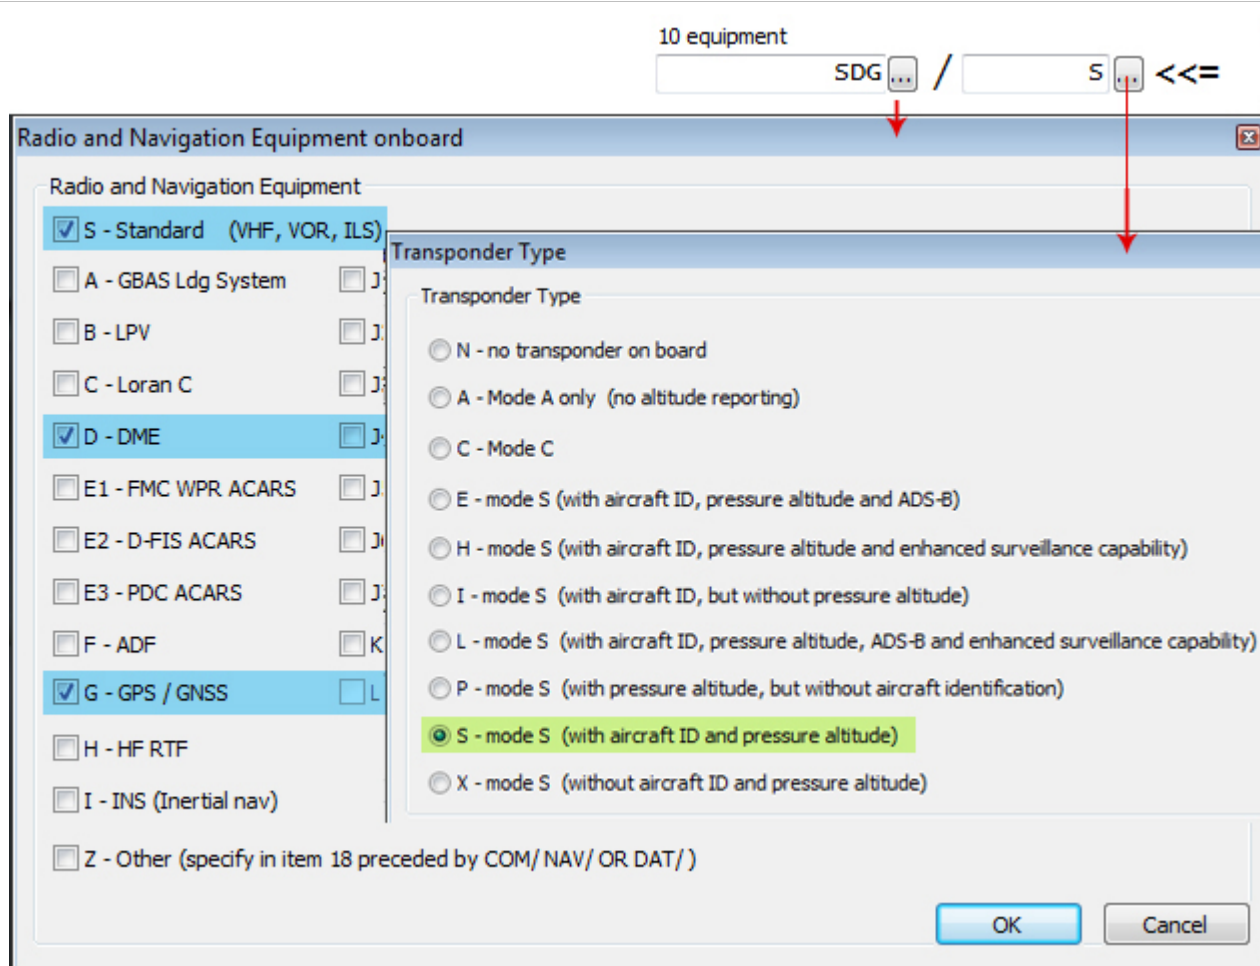 10 equipment
SDG ... / S ... <<=
Radio and Navigation Equipment onboard
Radio and Navigation Equipment
S - Standard (VHF, VOR, ILS)
A - GBAS Ldg System
B - LPV
C - Loran C
D - DME
E1 - FMC WPR ACARS
E2 - D-FIS ACARS
E3 - PDC ACARS
F - ADF
K
G - GPS / GNSS
L
H - HF RTF
I - INS (Inertial nav)
Z - Other (specify in item 18 preceded by COM/ NAV/ OR DAT/ )
Transponder Type
Transponder Type
N - no transponder on board
A - Mode A only (no altitude reporting)
C - Mode C
E - mode S (with aircraft ID, pressure altitude and ADS-B)
H - mode S (with aircraft ID, pressure altitude and enhanced surveillance capability)
I - mode S (with aircraft ID, but without pressure altitude)
L - mode S (with aircraft ID, pressure altitude, ADS-B and enhanced surveillance capability)
P - mode S (with pressure altitude, but without aircraft identification)
S - mode S (with aircraft ID and pressure altitude)
X - mode S (without aircraft ID and pressure altitude)
OK
Cancel